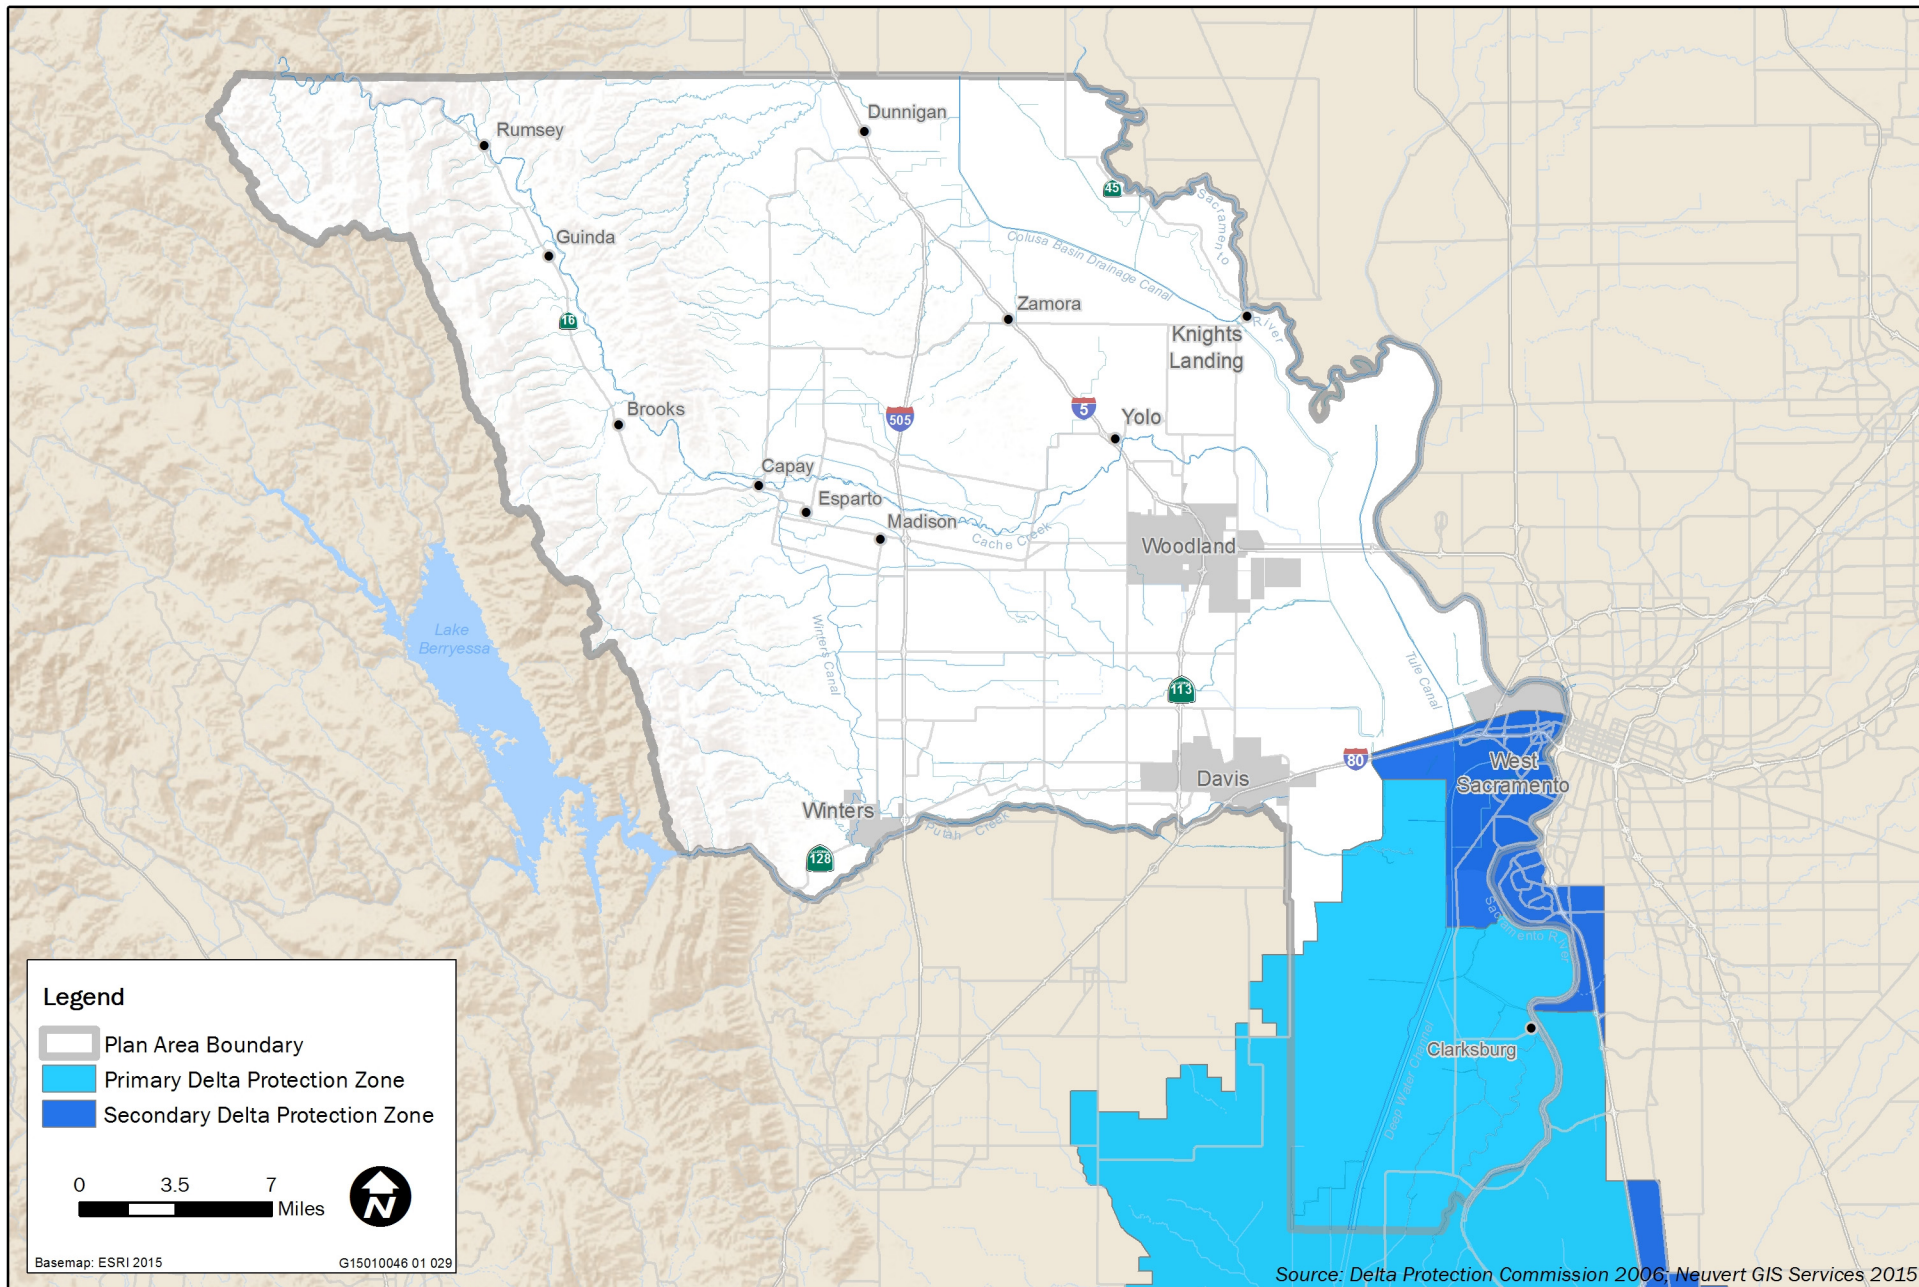 Dunnigan
Rumsey
45
Sacramento
River
Guinda
Colusa Basin Drainage Canal
Zamora
16
Knights
Landing
Brooks
505
5
Yolo
Capay
Esparto
Madison
Cache Creek
Woodland
Lake
Berryessa
Winters Canal
Tule Canal
113
80
West
Sacramento
Davis
Winters
Putah Creek
128
Sacramento River
Deep Water Channel
Clarksburg
Legend
Plan Area Boundary
Primary Delta Protection Zone
Secondary Delta Protection Zone
0 3.5 7
Miles
N
Basemap: ESRI 2015
G15010046 01 029
Source: Delta Protection Commission 2006; Neuvert GIS Services 2015